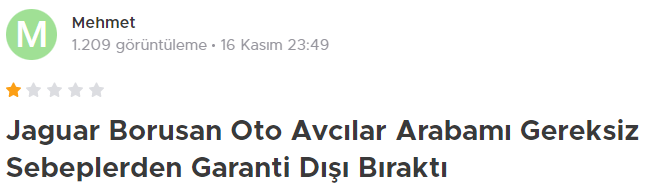 M
Mehmet
1.209 görüntüleme • 16 Kasım 23:49
Jaguar Borusan Oto Avcılar Arabamı Gereksiz
Sebeplerden Garanti Dışı Bıraktı